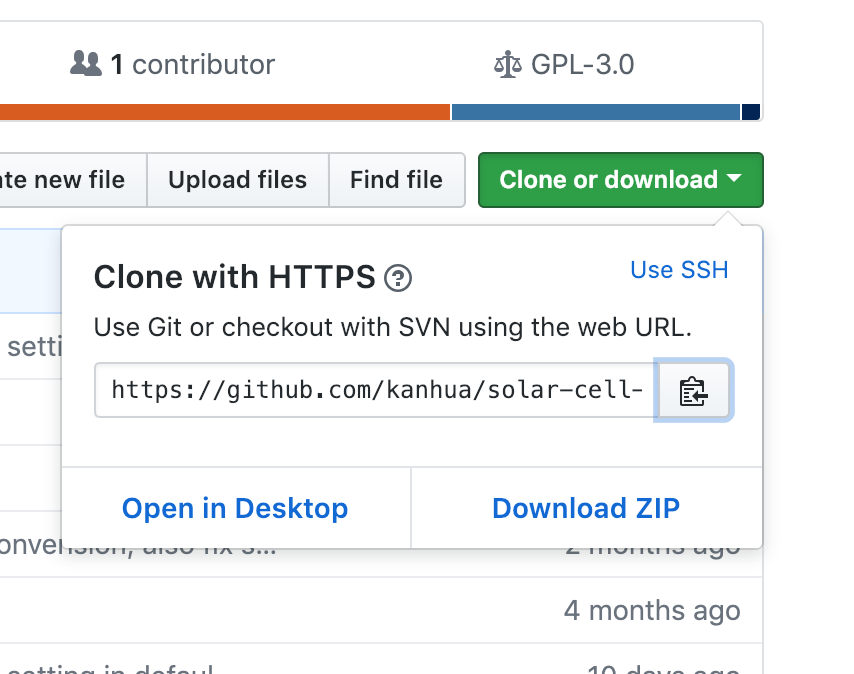 1 contributor
GPL-3.0
te new file
Upload files
Find file
Clone or download
Clone with HTTPS
Use SSH
Use Git or checkout with SVN using the web URL.
https://github.com/kanhua/solar-cell-
setti
Open in Desktop
Download ZIP
onversion, also fix s...
2 months ago
4 months ago
setting in defaul
10 days ago